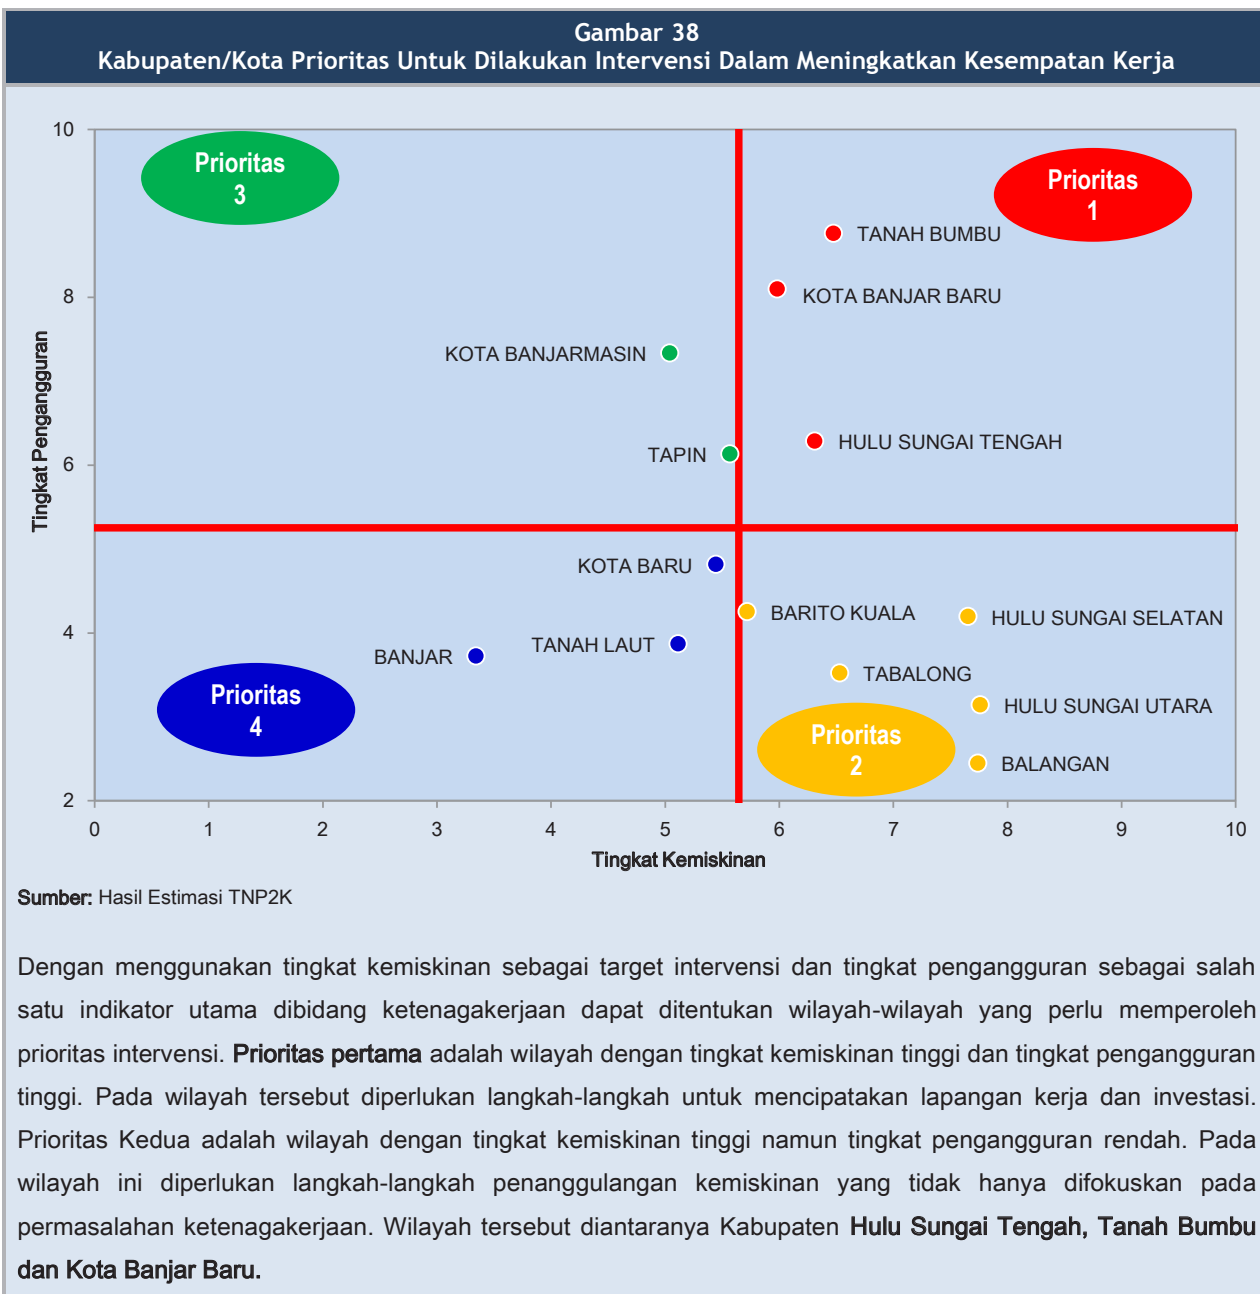 Gambar 38
Kabupaten/Kota Prioritas Untuk Dilakukan Intervensi Dalam Meningkatkan Kesempatan Kerja
10
Prioritas
3
Prioritas
1
TANAH BUMBU
8
KOTA BANJAR BARU
KOTA BANJARMASIN
Tingkat Pengangguran
HULU SUNGAI TENGAH
TAPIN
6
KOTA BARU
BARITO KUALA
HULU SUNGAI SELATAN
4
TANAH LAUT
BANJAR
TABALONG
Prioritas
4
HULU SUNGAI UTARA
Prioritas
2
BALANGAN
2
0 1 2 3 4 5 6 7 8 9 10
Tingkat Kemiskinan
Sumber: Hasil Estimasi TNP2K
Dengan menggunakan tingkat kemiskinan sebagai target intervensi dan tingkat pengangguran sebagai salah
satu indikator utama dibidang ketenagakerjaan dapat ditentukan wilayah-wilayah yang perlu memperoleh
prioritas intervensi. Prioritas pertama adalah wilayah dengan tingkat kemiskinan tinggi dan tingkat pengangguran
tinggi. Pada wilayah tersebut diperlukan langkah-langkah untuk mencipatakan lapangan kerja dan investasi.
Prioritas Kedua adalah wilayah dengan tingkat kemiskinan tinggi namun tingkat pengangguran rendah. Pada
wilayah ini diperlukan langkah-langkah penanggulangan kemiskinan yang tidak hanya difokuskan pada
permasalahan ketenagakerjaan. Wilayah tersebut diantaranya Kabupaten Hulu Sungai Tengah, Tanah Bumbu
dan Kota Banjar Baru.